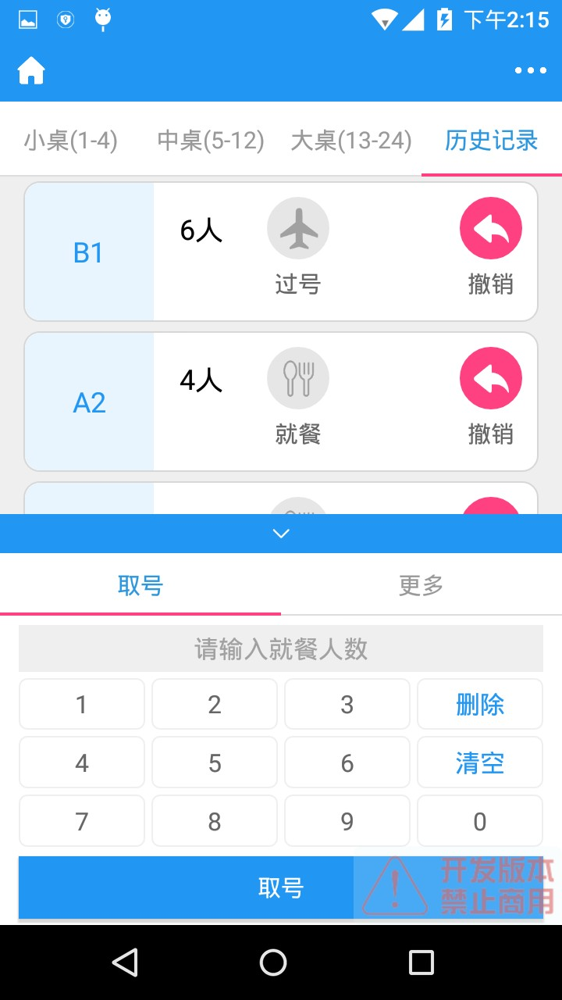 下午2:15
小桌(1-4) 中桌(5-12) 大桌(13-24) 历史记录
B1 6人
过号 撤销
A2 4人
就餐 撤销
取号 更多
请输入就餐人数
1 2 3 删除
4 5 6 清空
7 8 9 0
取号
开发版本
禁止商用